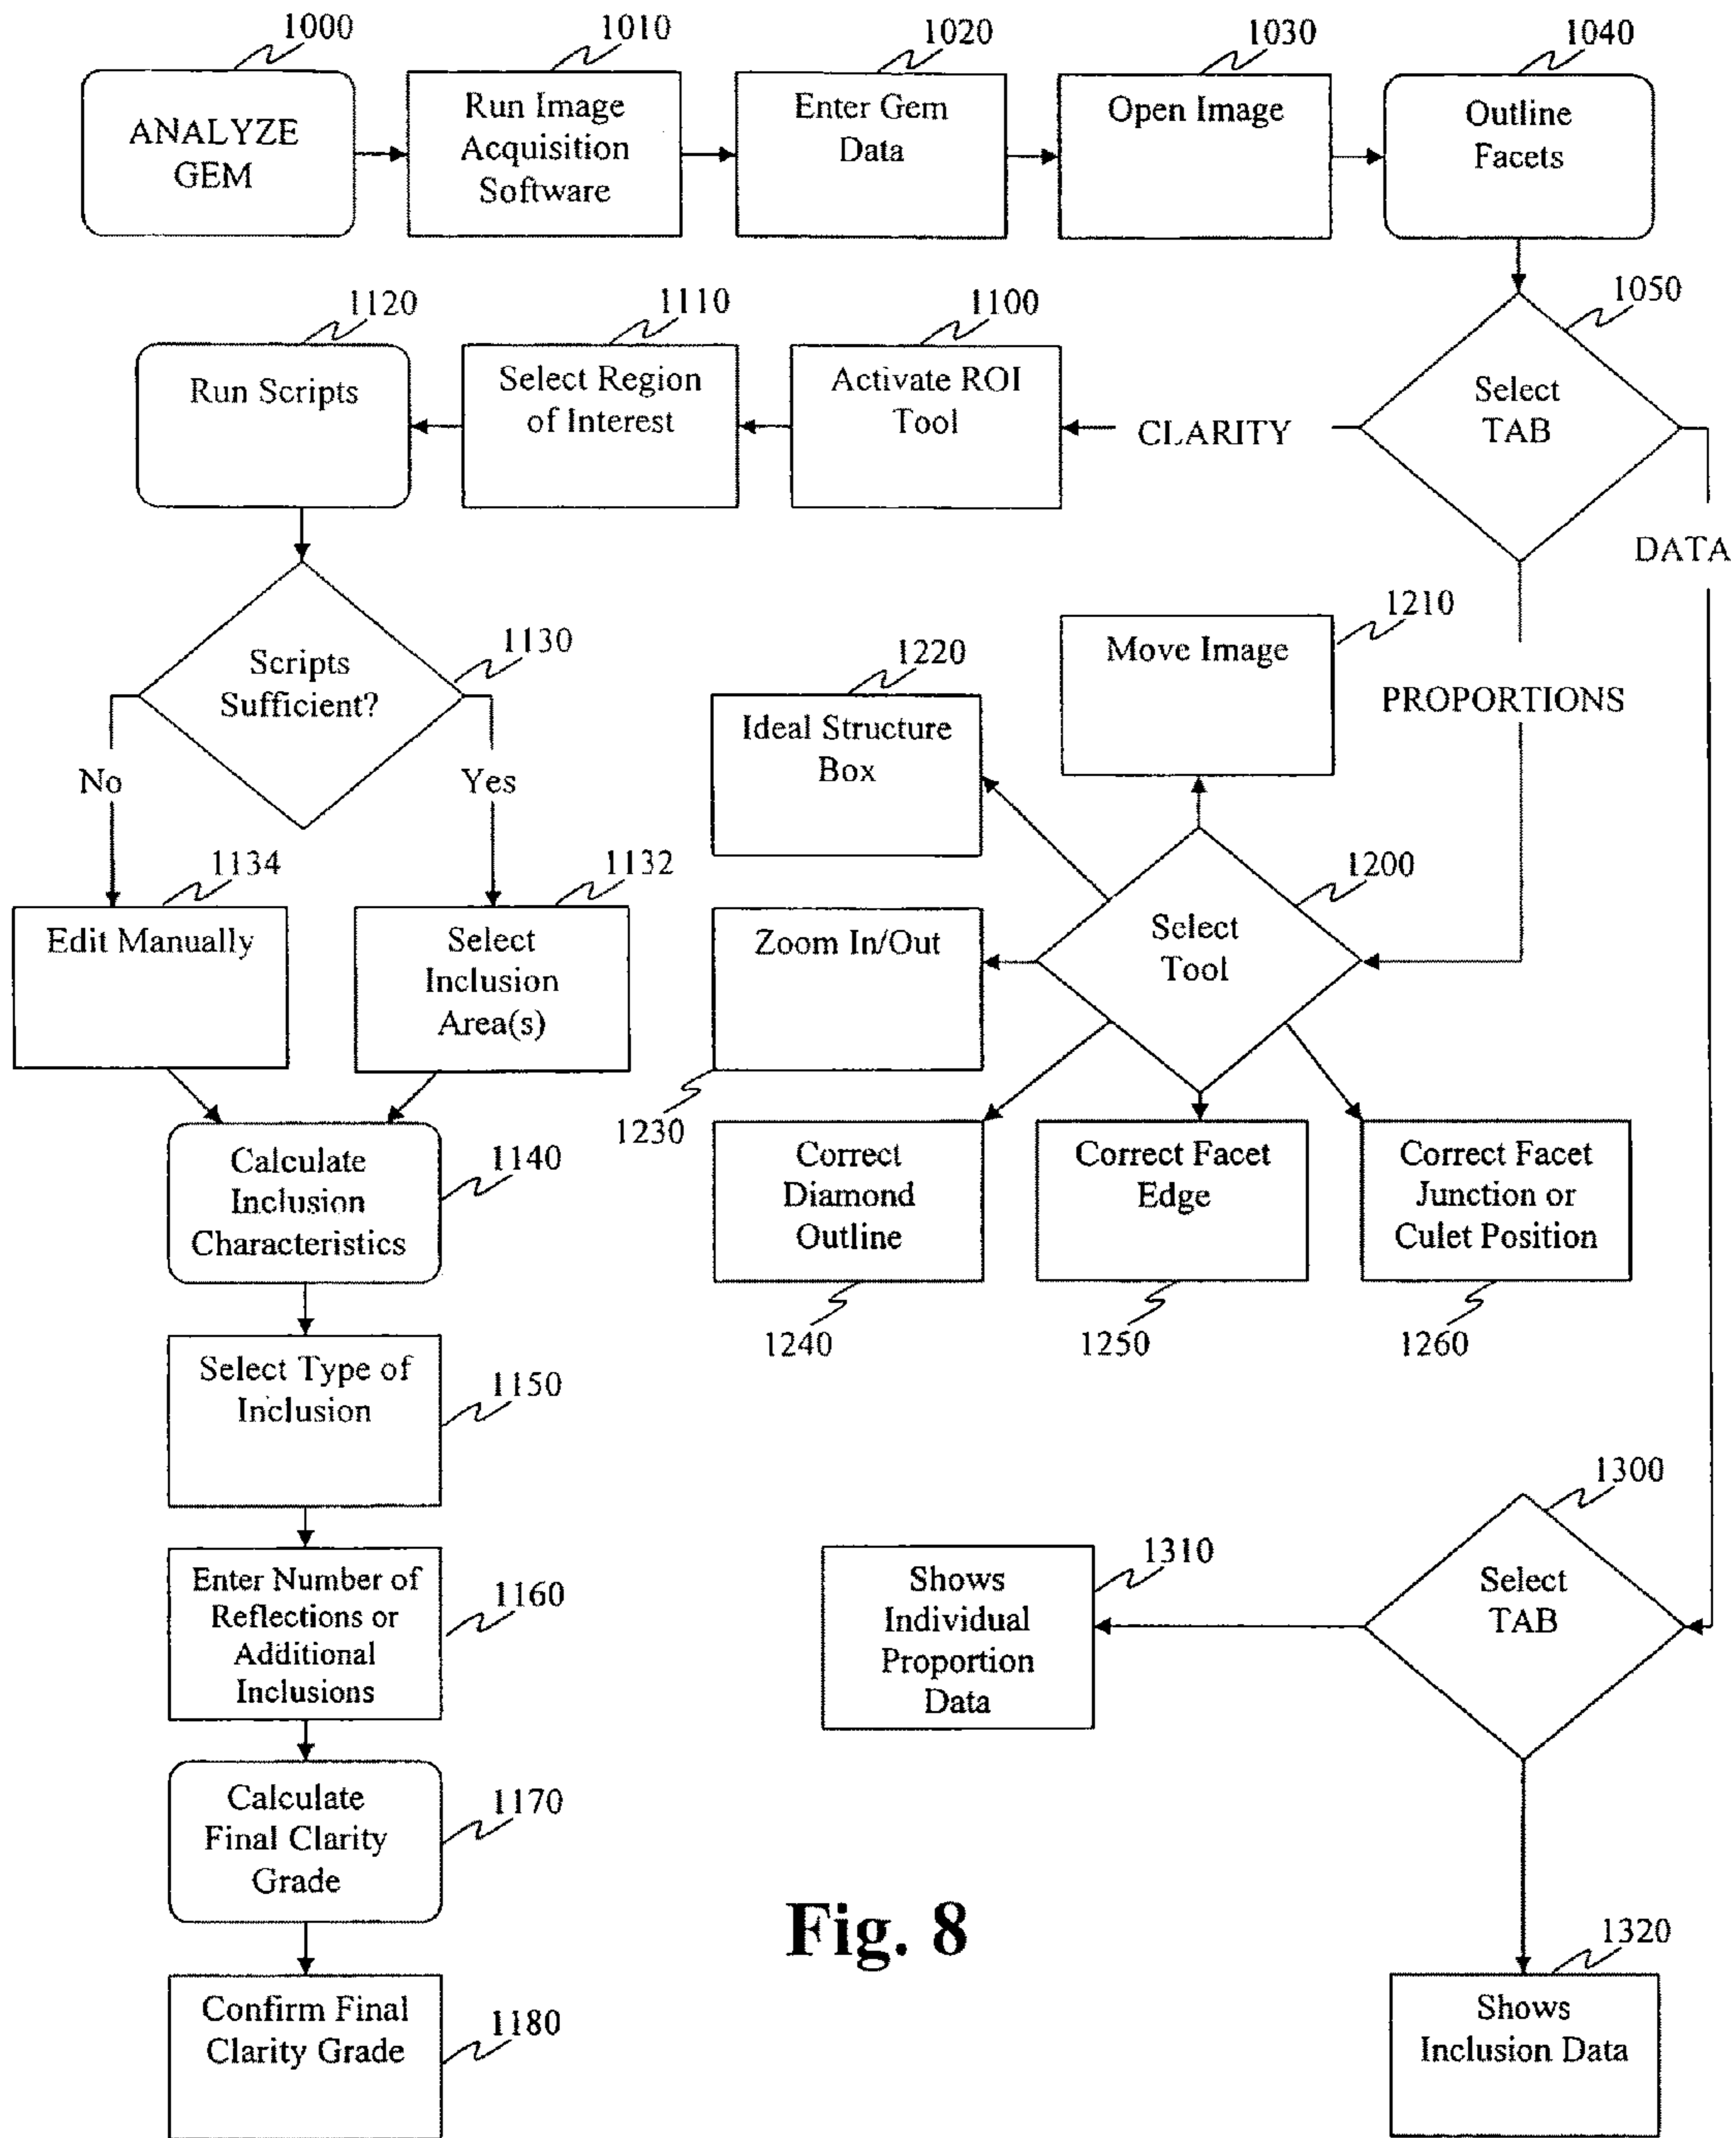 1000
ANALYZE
GEM
1010
Run Image
Acquisition
Software
1020
Enter Gem
Data
1030
Open Image
1040
Outline
Facets
1050
Select
TAB
CLARITY
DATA
PROPORTIONS
1100
Activate ROI
Tool
1110
Select Region
of Interest
1120
Run Scripts
1130
Scripts
Sufficient?
No
Yes
1134
Edit Manually
1132
Select
Inclusion
Area(s)
1140
Calculate
Inclusion
Characteristics
1150
Select Type of
Inclusion
1160
Enter Number of
Reflections or
Additional
Inclusions
1170
Calculate
Final Clarity
Grade
1180
Confirm Final
Clarity Grade
1200
Select
Tool
1210
Move Image
1220
Ideal Structure
Box
Zoom In/Out
1230
Correct
Diamond
Outline
1240
Correct Facet
Edge
1250
Correct Facet
Junction or
Culet Position
1260
1300
Select
TAB
1310
Shows
Individual
Proportion
Data
1320
Shows
Inclusion Data
Fig. 8